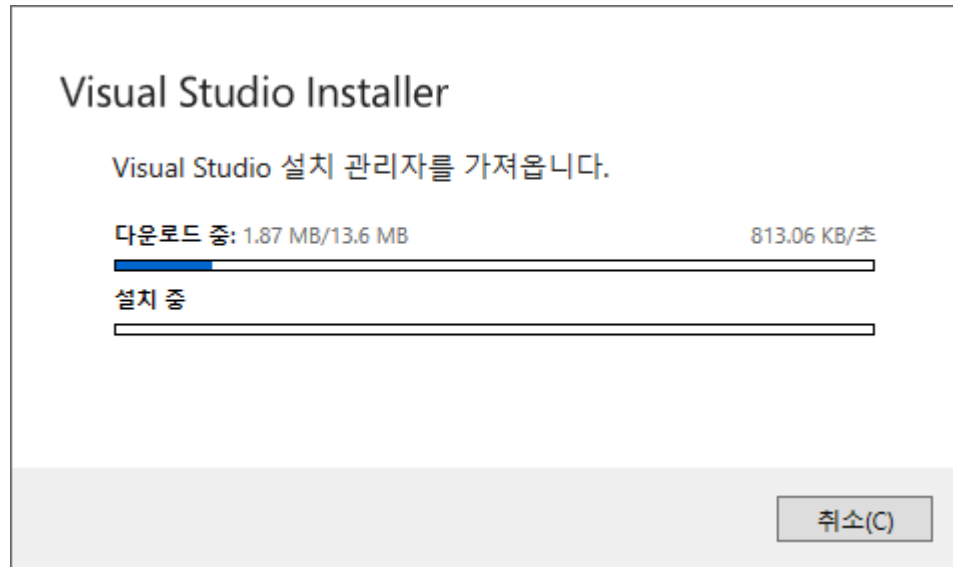 Visual Studio Installer
Visual Studio 설치 관리자를 가져옵니다.
다운로드 중: 1.87 MB/13.6 MB 813.06 KB/초
설치 중
취소(C)